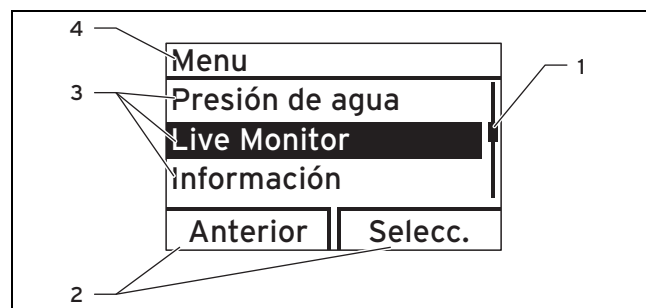 4
Menu
1
3
Presión de agua
Live Monitor
Información
Anterior
Selecc.
2